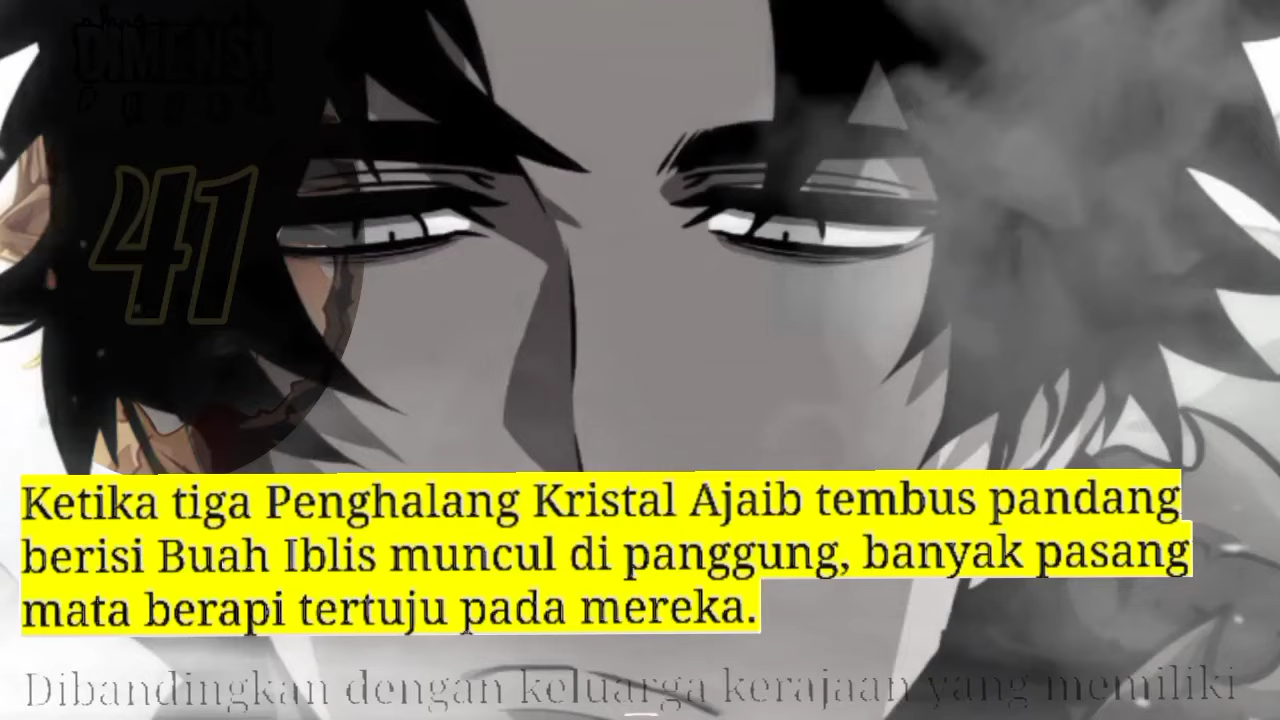 DIMENSI
41
Ketika tiga Penghalang Kristal Ajaib tembus pandang
berisi Buah Iblis muncul di panggung, banyak pasang
mata berapi tertuju pada mereka.
Dibandingkan dengan keluarga kerajaan yang memiliki